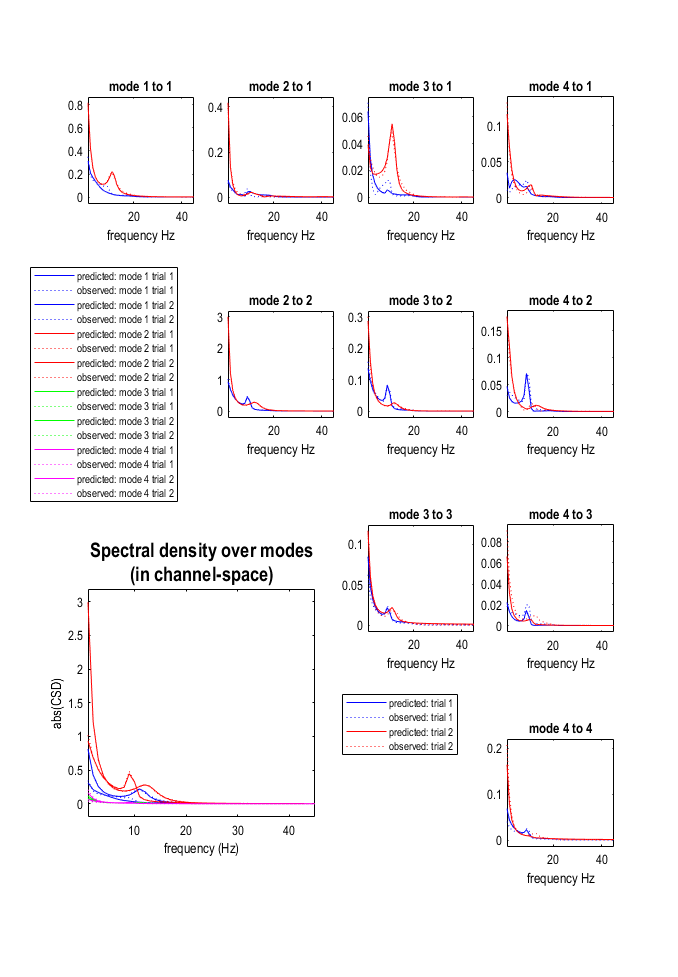 mode 1 to 1
mode 2 to 1
mode 3 to 1
mode 4 to 1
0.8
0.6
0.4
0.2
0
20
40
frequency Hz
0.4
0.2
0
20
40
frequency Hz
0.06
0.04
0.02
0
20
40
frequency Hz
0.1
0.05
0
20
40
frequency Hz
predicted: mode 1 trial 1
observed: mode 1 trial 1
predicted: mode 1 trial 2
observed: mode 1 trial 2
predicted: mode 2 trial 1
observed: mode 2 trial 1
predicted: mode 2 trial 2
observed: mode 2 trial 2
predicted: mode 3 trial 1
observed: mode 3 trial 1
predicted: mode 3 trial 2
observed: mode 3 trial 2
predicted: mode 4 trial 1
observed: mode 4 trial 1
predicted: mode 4 trial 2
observed: mode 4 trial 2
mode 2 to 2
mode 3 to 2
mode 4 to 2
3
2
1
0
20
40
frequency Hz
0.3
0.2
0.1
0
20
40
frequency Hz
0.15
0.1
0.05
0
20
40
frequency Hz
mode 3 to 3
mode 4 to 3
0.1
0.05
0
20
40
frequency Hz
0.08
0.06
0.04
0.02
0
20
40
frequency Hz
Spectral density over modes
(in channel-space)
abs(CSD)
3
2.5
2
1.5
1
0.5
0
10
20
30
40
frequency (Hz)
predicted: trial 1
observed: trial 1
predicted: trial 2
observed: trial 2
mode 4 to 4
0.2
0.1
0
20
40
frequency Hz